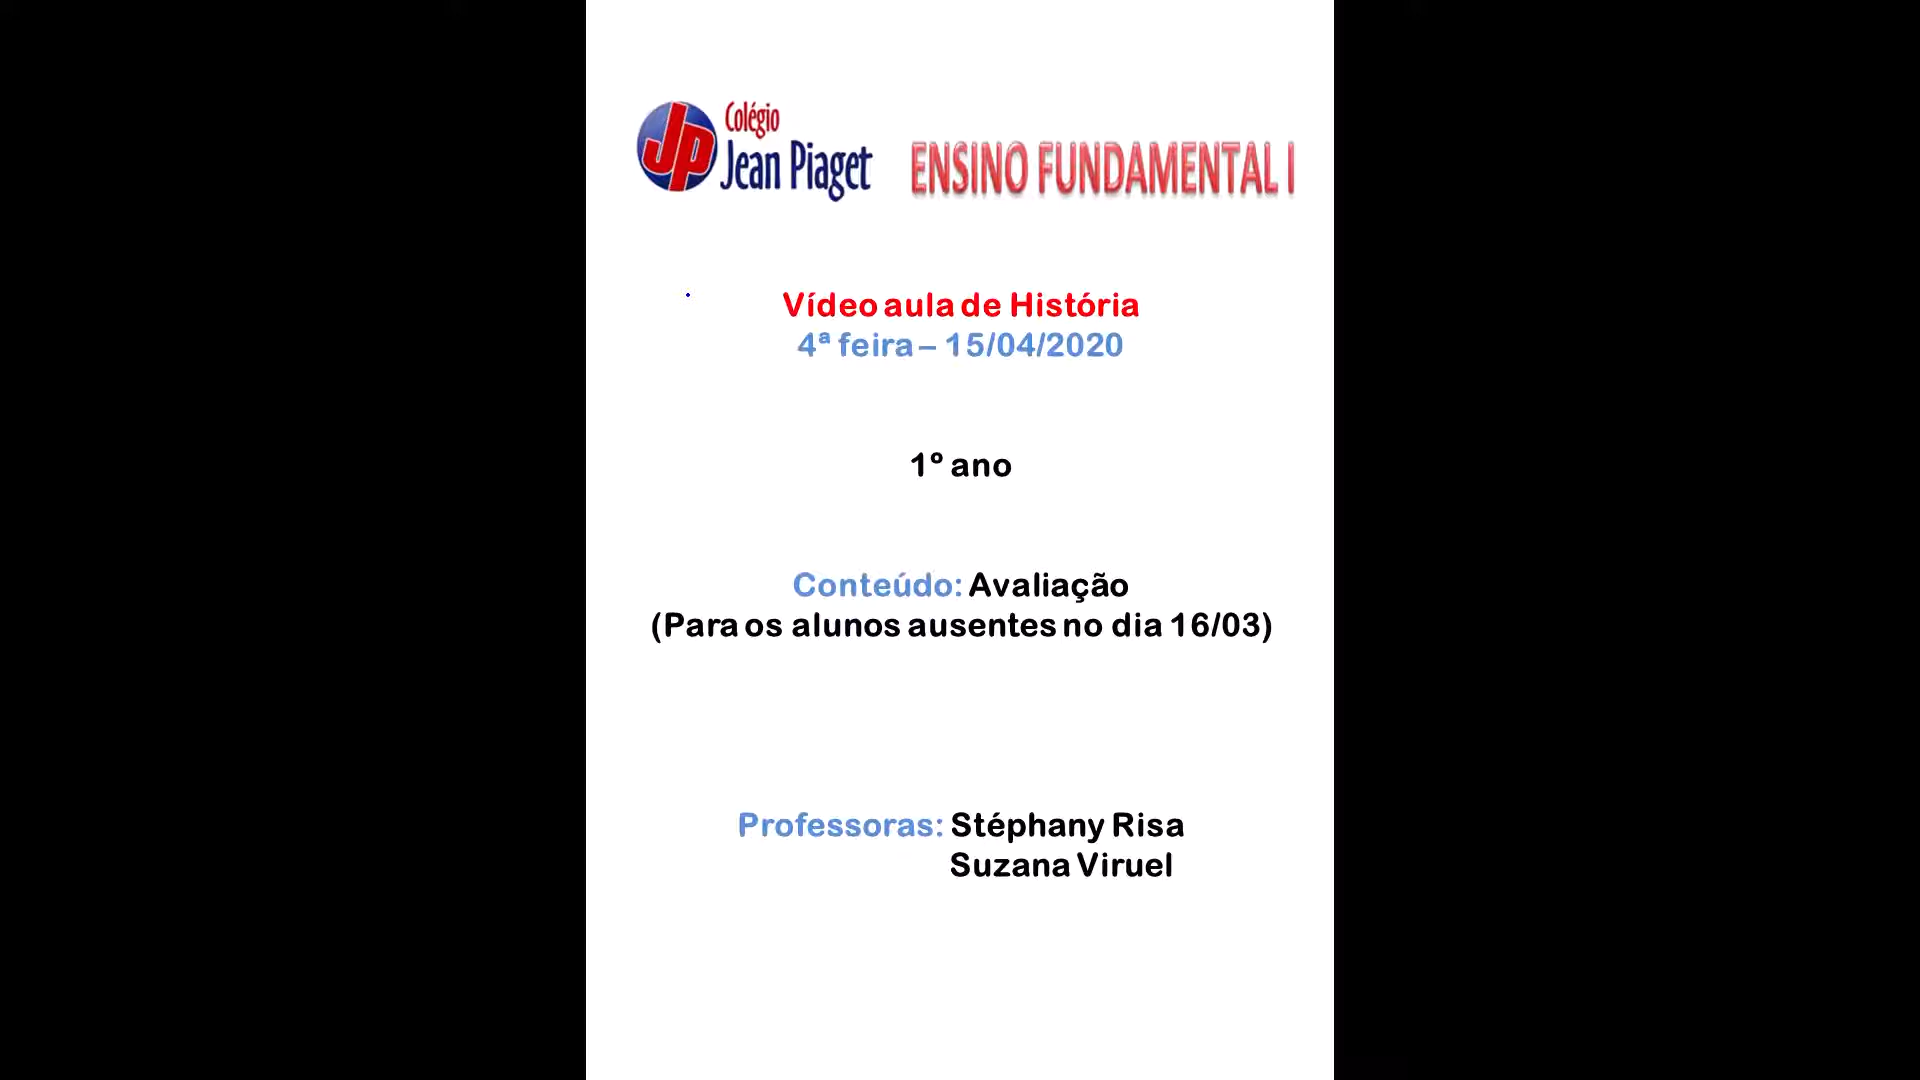 Colégio
Jean Piaget
ENSINO FUNDAMENTAL I
Vídeo aula de História
4ª feira – 15/04/2020
1º ano
Conteúdo: Avaliação
(Para os alunos ausentes no dia 16/03)
Professoras: Stéphany Risa
Suzana Viruel